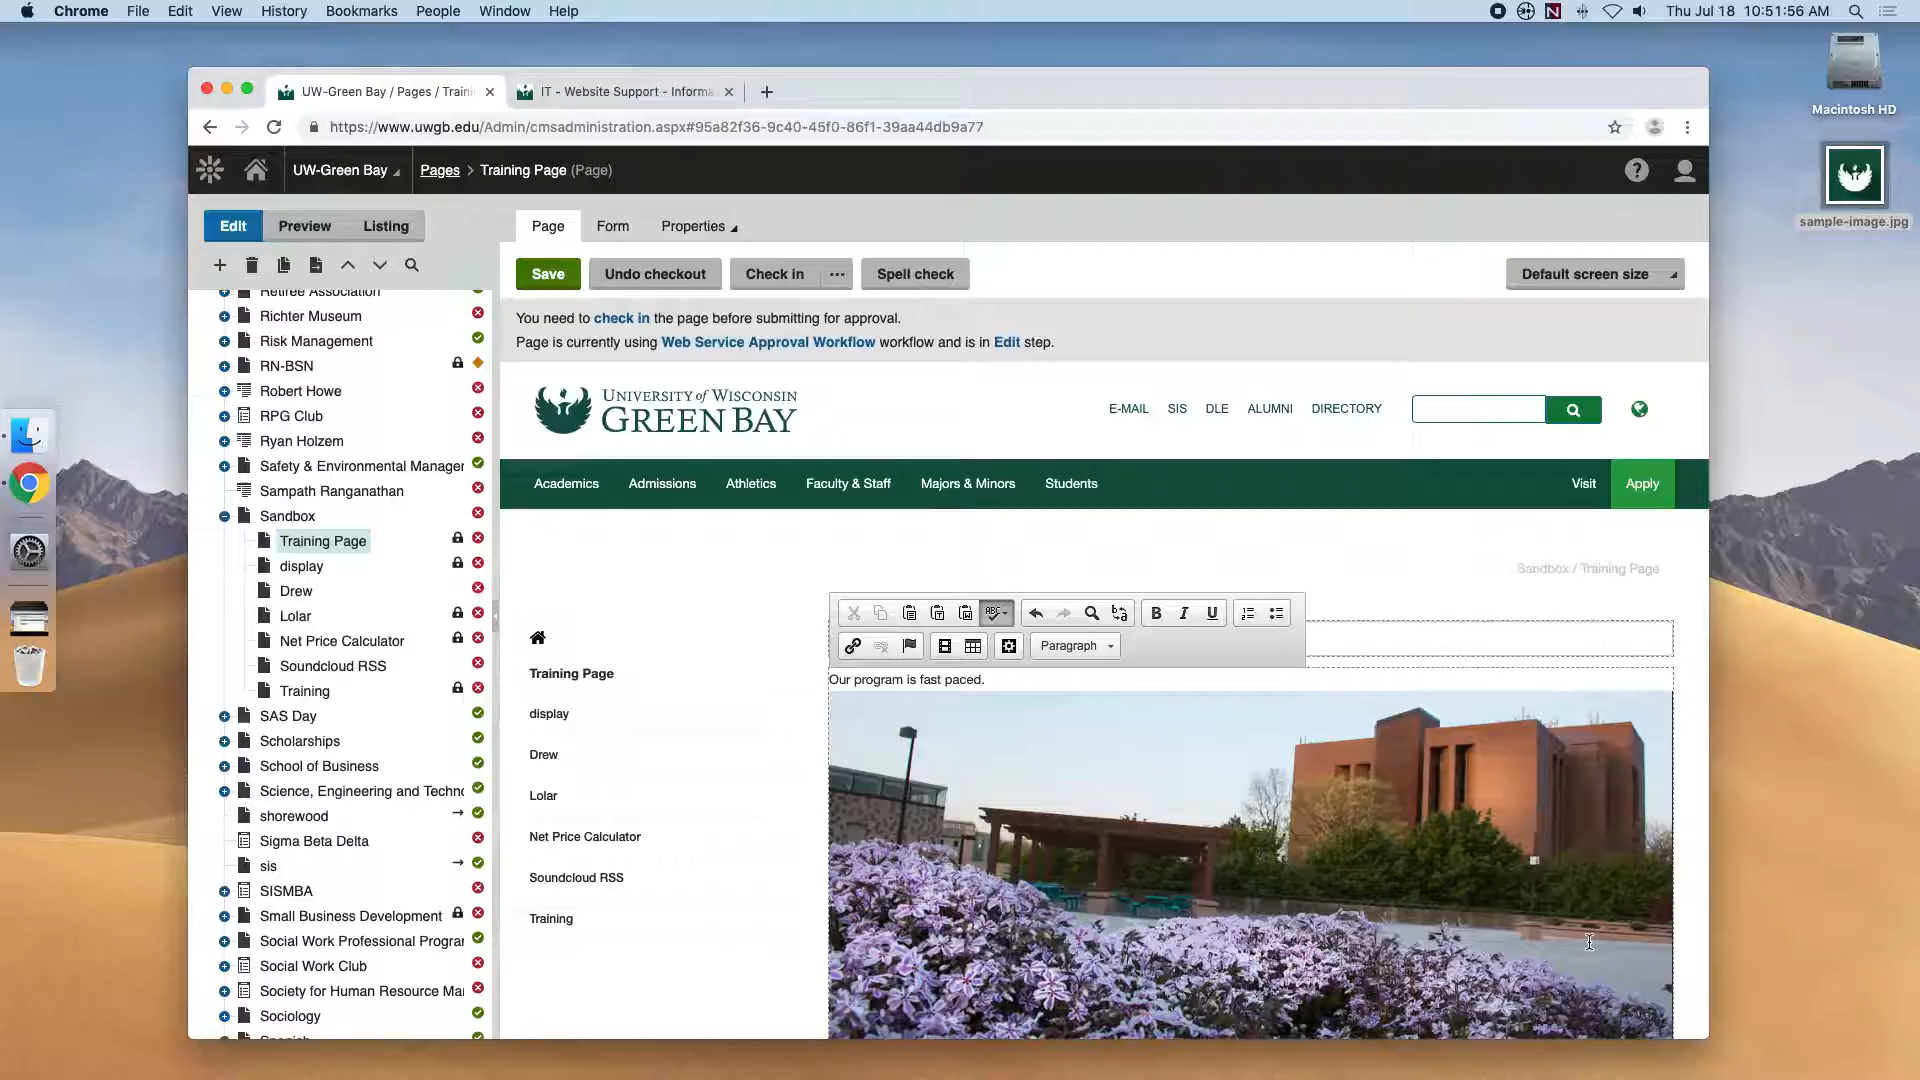 Chrome File Edit View History Bookmarks People Window Help
Thu Jul 18 10:51:56 AM
Macintosh HD
sample-image.jpg
UW-Green Bay / Pages / Traini
IT - Website Support - Informa
https://www.uwgb.edu/Admin/cmsadministration.aspx#95a82f36-9c40-45f0-86f1-39aa44db9a77
UW-Green Bay
Pages > Training Page (Page)
Edit Preview Listing
Page Form Properties
Save Undo checkout Check in ... Spell check
Default screen size
You need to check in the page before submitting for approval.
Page is currently using Web Service Approval Workflow workflow and is in Edit step.
Retiree Association
Richter Museum
Risk Management
RN-BSN
Robert Howe
RPG Club
Ryan Holzem
Safety & Environmental Manager
Sampath Ranganathan
Sandbox
Training Page
display
Drew
Lolar
Net Price Calculator
Soundcloud RSS
Training
SAS Day
Scholarships
School of Business
Science, Engineering and Techno
shorewood
Sigma Beta Delta
sis
SISMBA
Small Business Development
Social Work Professional Progra
Social Work Club
Society for Human Resource Ma
Sociology
UNIVERSITY of WISCONSIN
GREEN BAY
E-MAIL SIS DLE ALUMNI DIRECTORY
Academics Admissions Athletics Faculty & Staff Majors & Minors Students
Visit Apply
Sandbox / Training Page
ABC
B I U
Paragraph
Training Page
display
Drew
Lolar
Net Price Calculator
Soundcloud RSS
Training
Our program is fast paced.